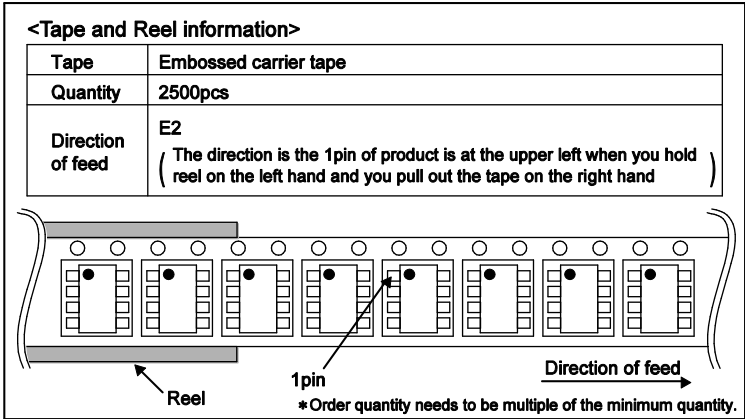 <Tape and Reel information>
Tape Embossed carrier tape
Quantity 2500pcs
Direction of feed E2
( The direction is the 1pin of product is at the upper left when you hold
reel on the left hand and you pull out the tape on the right hand )
1pin
Direction of feed
Reel
*Order quantity needs to be multiple of the minimum quantity.